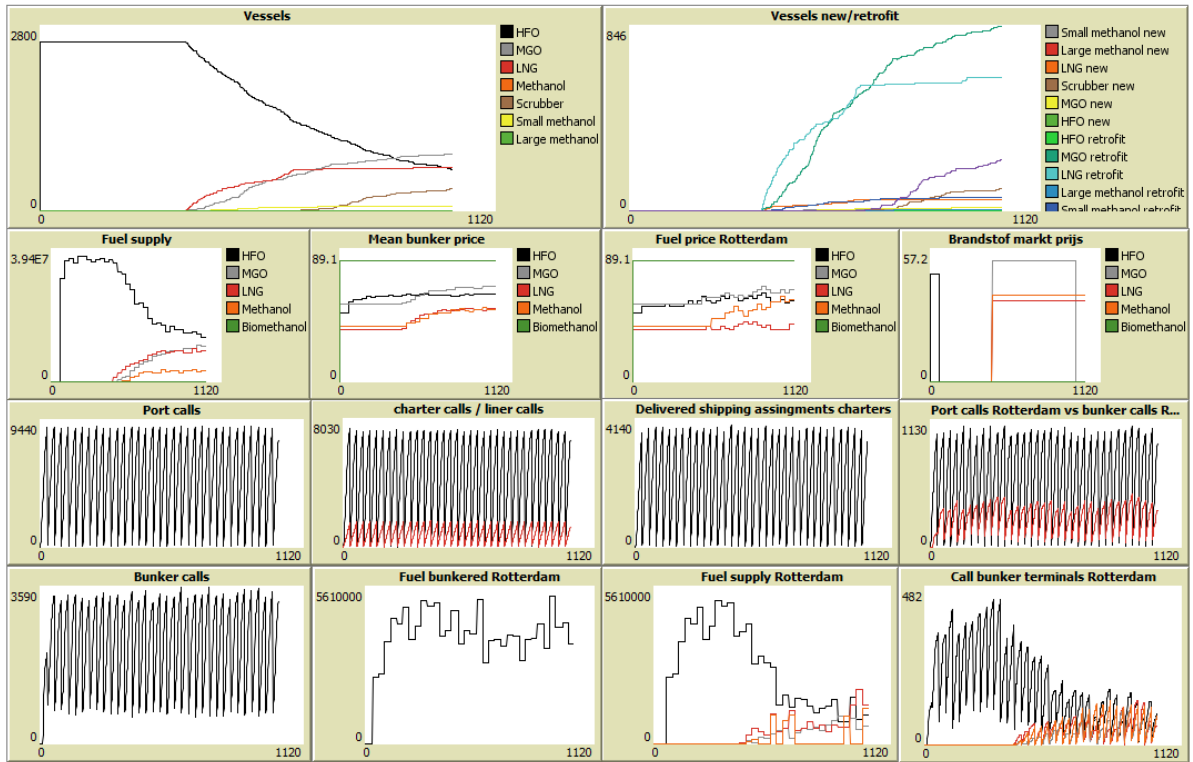 Vessels
2800
0
0
1120
HFO
MGO
LNG
Methanol
Scrubber
Small methanol
Large methanol
Vessels new/retrofit
846
0
0
1120
Small methanol new
Large methanol new
LNG new
Scrubber new
MGO new
HFO new
HFO retrofit
MGO retrofit
LNG retrofit
Large methanol retrofit
Small methanol retrofit
Fuel supply
3.94E7
0
0
1120
HFO
MGO
LNG
Methanol
Biomethanol
Mean bunker price
89.1
0
0
1120
HFO
MGO
LNG
Methanol
Biomethanol
Fuel price Rotterdam
89.1
0
0
1120
HFO
MGO
LNG
Methnaol
Biomethanol
Brandstof markt prijs
57.2
0
0
1120
HFO
MGO
LNG
Methanol
Biomethanol
Port calls
9440
0
0
1120
charter calls / liner calls
8030
0
0
1120
Delivered shipping assingments charters
4140
0
0
1120
Port calls Rotterdam vs bunker calls R...
1130
0
0
1120
Bunker calls
3590
0
0
1120
Fuel bunkered Rotterdam
5610000
0
0
1120
Fuel supply Rotterdam
5610000
0
0
1120
Call bunker terminals Rotterdam
482
0
0
1120